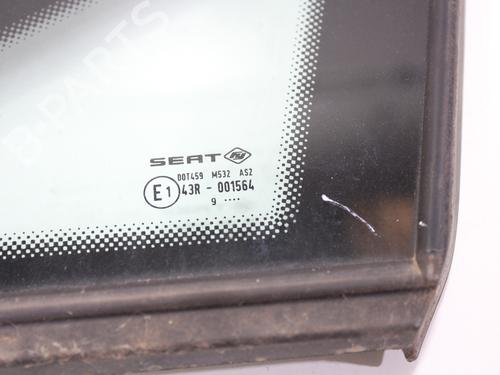 B-PARTS
SEAT
DOT459 M532 AS2
E1 43R - 001564
9 ....